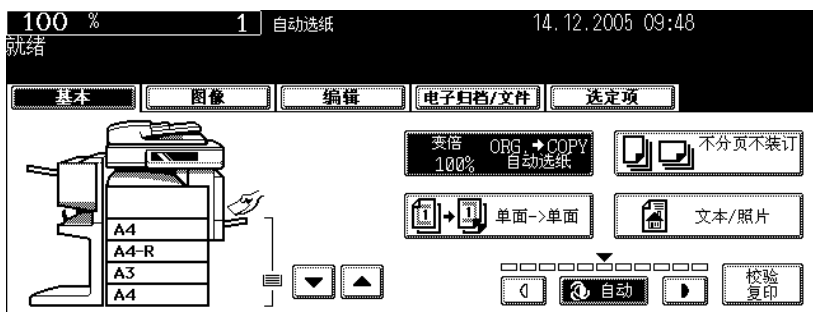 100 % 1 自动选纸 14.12.2005 09:48
就绪
基本 图像 编辑 电子归档/文件 选定项
变倍 ORG.→COPY
100% 自动选纸
不分页不装订
1→1 单面->单面
文本/照片
A4
A4-R
A3
A4
自动
校验
复印